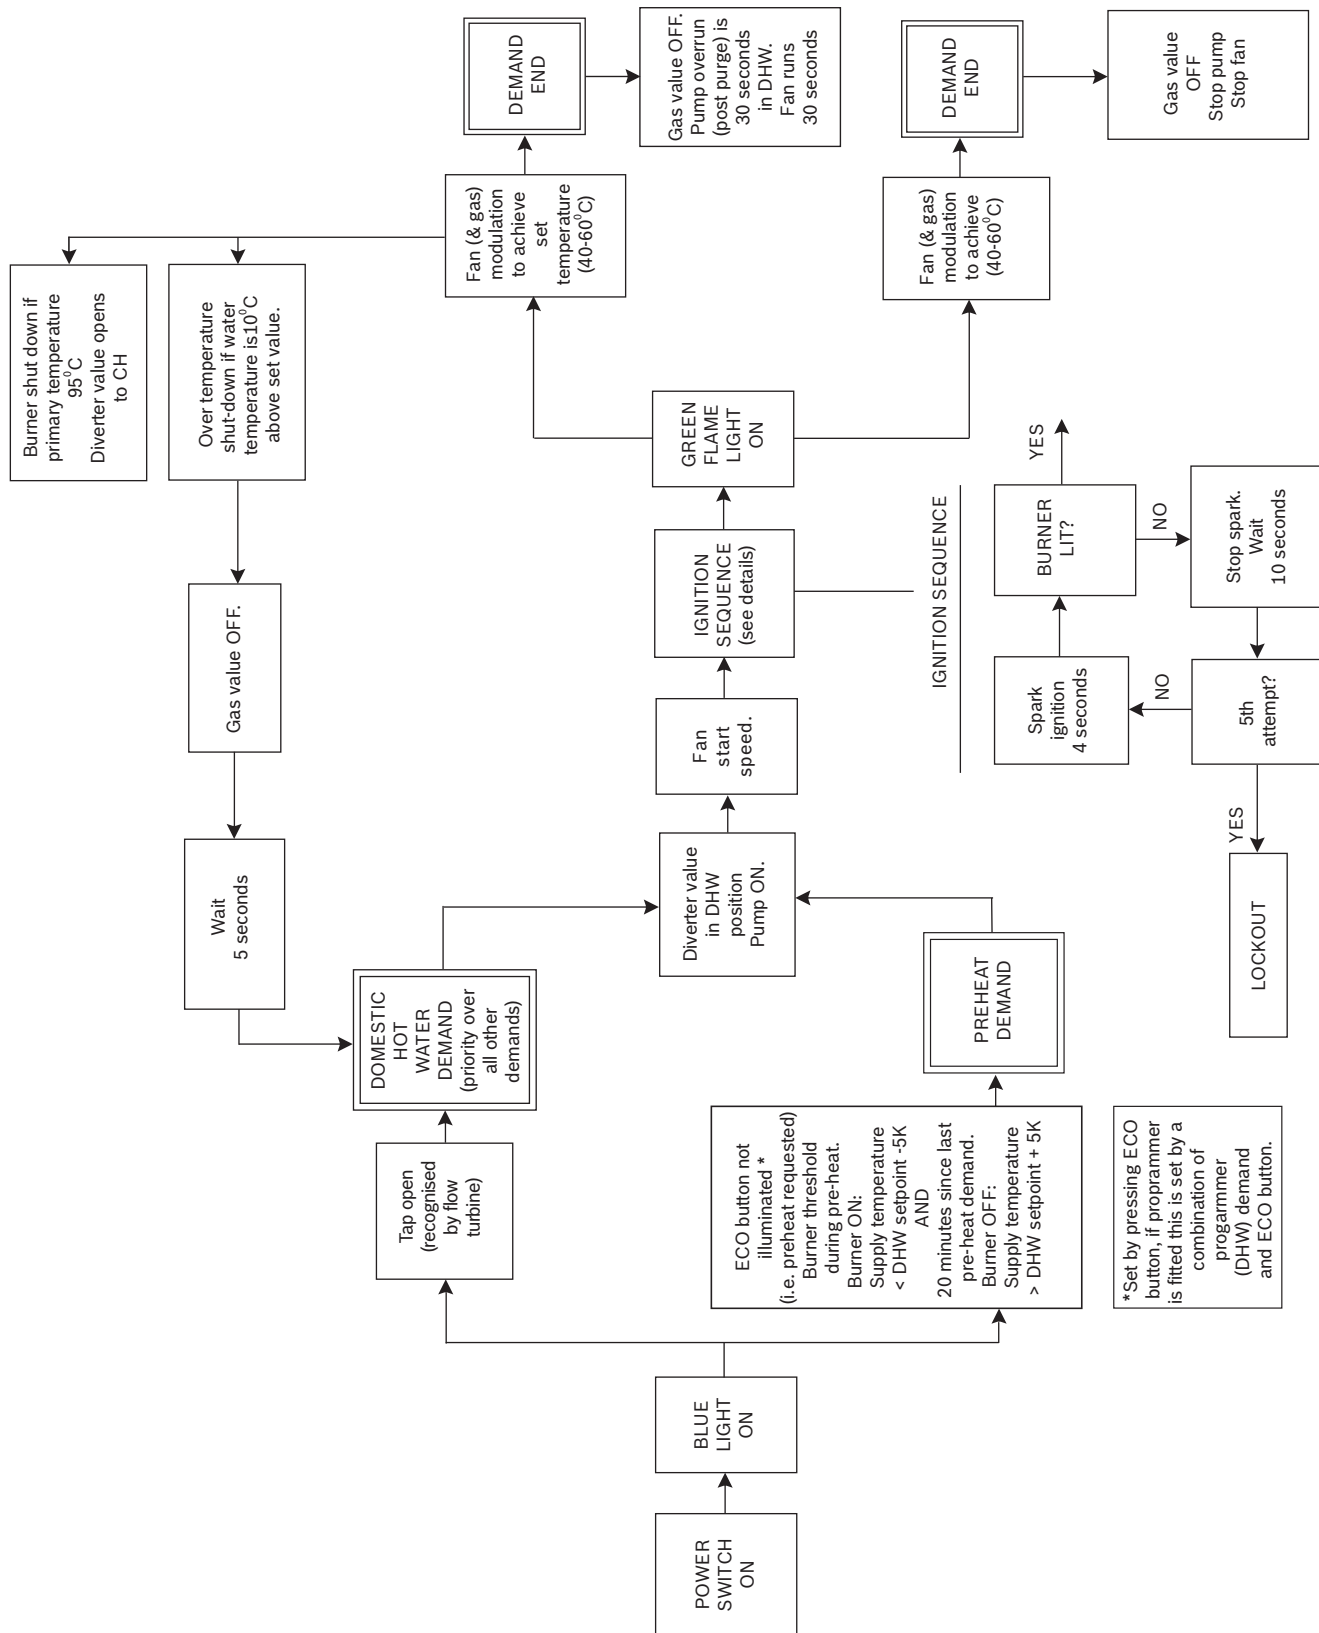 POWER
SWITCH
ON
BLUE
LIGHT
ON
Tap open
(recognised
by flow
turbine)
DOMESTIC
HOT
WATER
DEMAND
(priority over
all other
demands)
Wait
5 seconds
Gas value OFF.
Over temperature
shut-down if water
temperature is10⁰C
above set value.
Burner shut down if
primary temperature
95⁰C
Diverter value opens
to CH
ECO button not
illuminated *
(i.e. preheat requested)
Burner threshold
during pre-heat.
Burner ON:
Supply temperature
< DHW setpoint -5K
AND
20 minutes since last
pre-heat demand.
Burner OFF:
Supply temperature
> DHW setpoint + 5K
PREHEAT
DEMAND
*Set by pressing ECO
button, if proprammer
is fitted this is set by a
combination of
progarmmer
(DHW) demand
and ECO button.
Diverter value
in DHW
position
Pump ON.
Fan
start
speed.
IGNITION
SEQUENCE
(see details)
GREEN
FLAME
LIGHT
ON
Fan (& gas)
modulation
to achieve
set
temperature
(40-60⁰C)
DEMAND
END
Gas value OFF.
Pump overrun
(post purge) is
30 seconds
in DHW.
Fan runs
30 seconds
Fan (& gas)
modulation
to achieve
(40-60⁰C)
DEMAND
END
Gas value
OFF
Stop pump
Stop fan
IGNITION SEQUENCE
Spark
ignition
4 seconds
BURNER
LIT?
YES
NO
Stop spark.
Wait
10 seconds
5th
attempt?
NO
YES
LOCKOUT